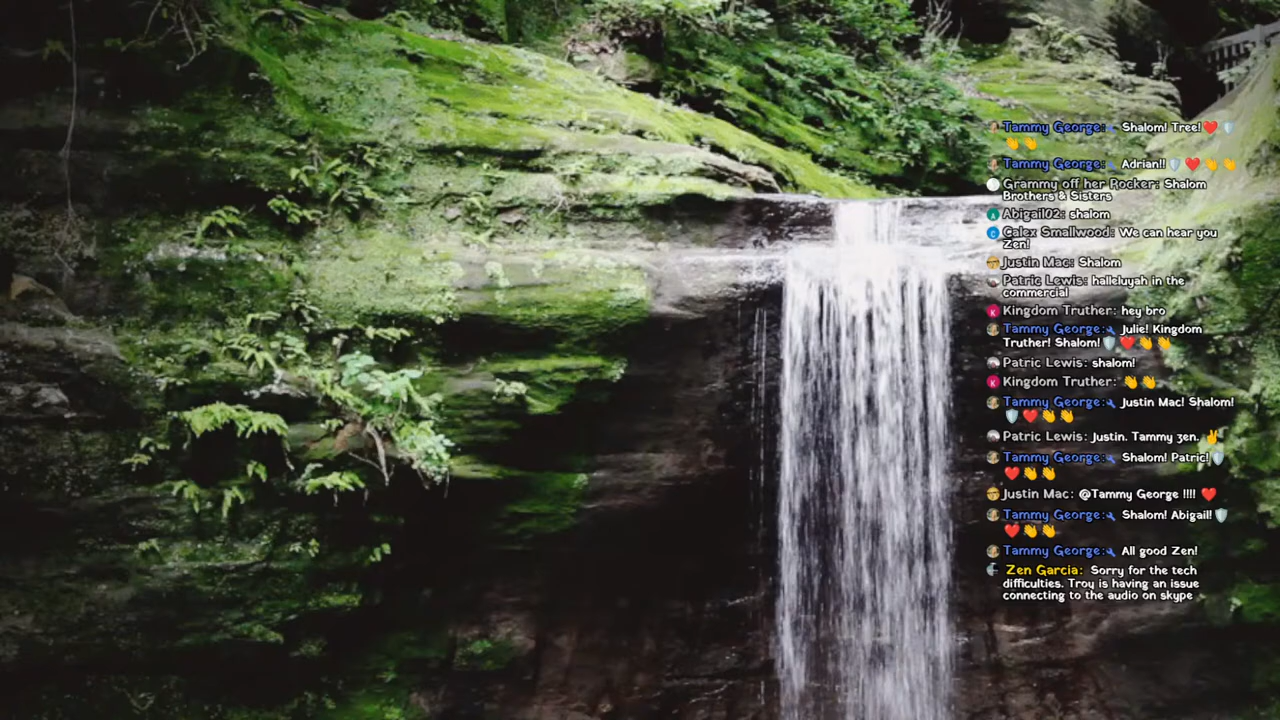 Tammy George: Shalom! Tree!❤️🛡️
👏👏
Tammy George: Adrian!! 🛡️❤️👏👏
Grammy off her Rocker: Shalom
Brothers & Sisters
A
Abigail02: shalom
C
Calex Smallwood: We can hear you
Zen!
Justin Mac: Shalom
Patric Lewis: halleluyah in the
commercial
K
Kingdom Truther: hey bro
Tammy George: Julie! Kingdom
Truther! Shalom!🛡️❤️👏👏
Patric Lewis: shalom!
K
Kingdom Truther: 👏👏
Tammy George: Justin Mac! Shalom!
🛡️❤️👏👏
Patric Lewis: Justin. Tammy zen. ✌️
Tammy George: Shalom! Patric!🛡️
❤️👏👏
Justin Mac: @Tammy George !!!! ❤️
Tammy George: Shalom! Abigail!🛡️
❤️👏👏
Tammy George: All good Zen!
Zen Garcia: Sorry for the tech
difficulties. Troy is having an issue
connecting to the audio on skype